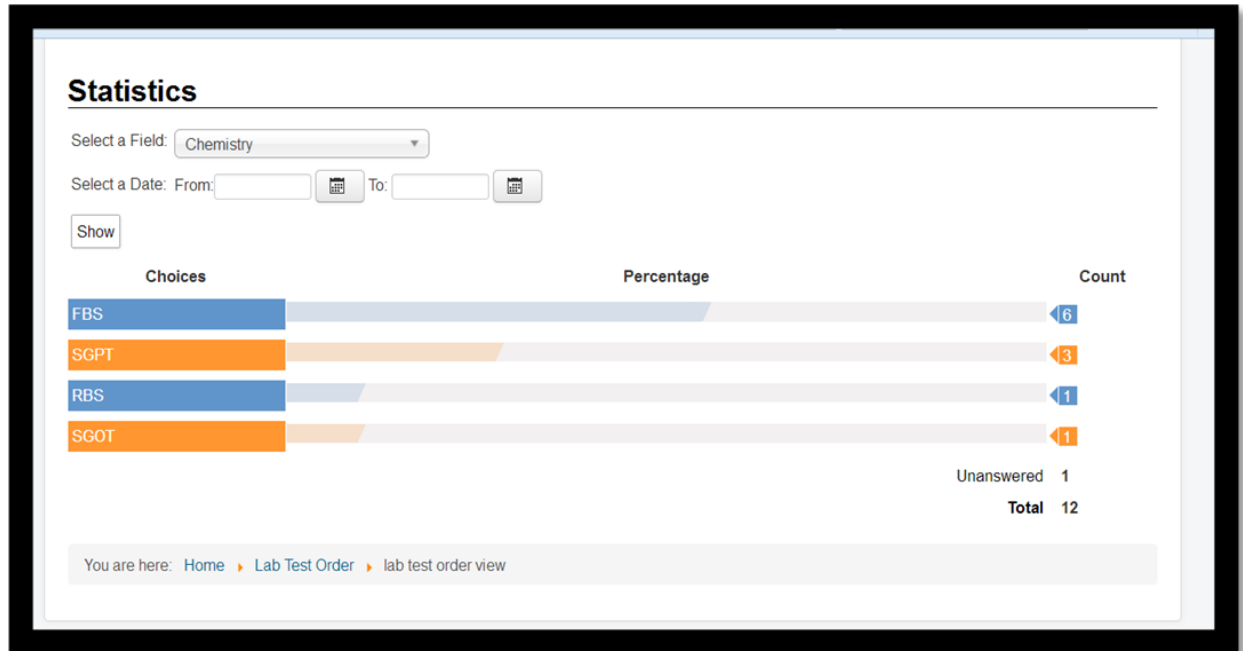 Statistics
Select a Field: Chemistry
Select a Date: From: To:
Show
Choices Percentage Count
FBS 6
SGPT 3
RBS 1
SGOT 1
Unanswered 1
Total 12
You are here: Home Lab Test Order lab test order view